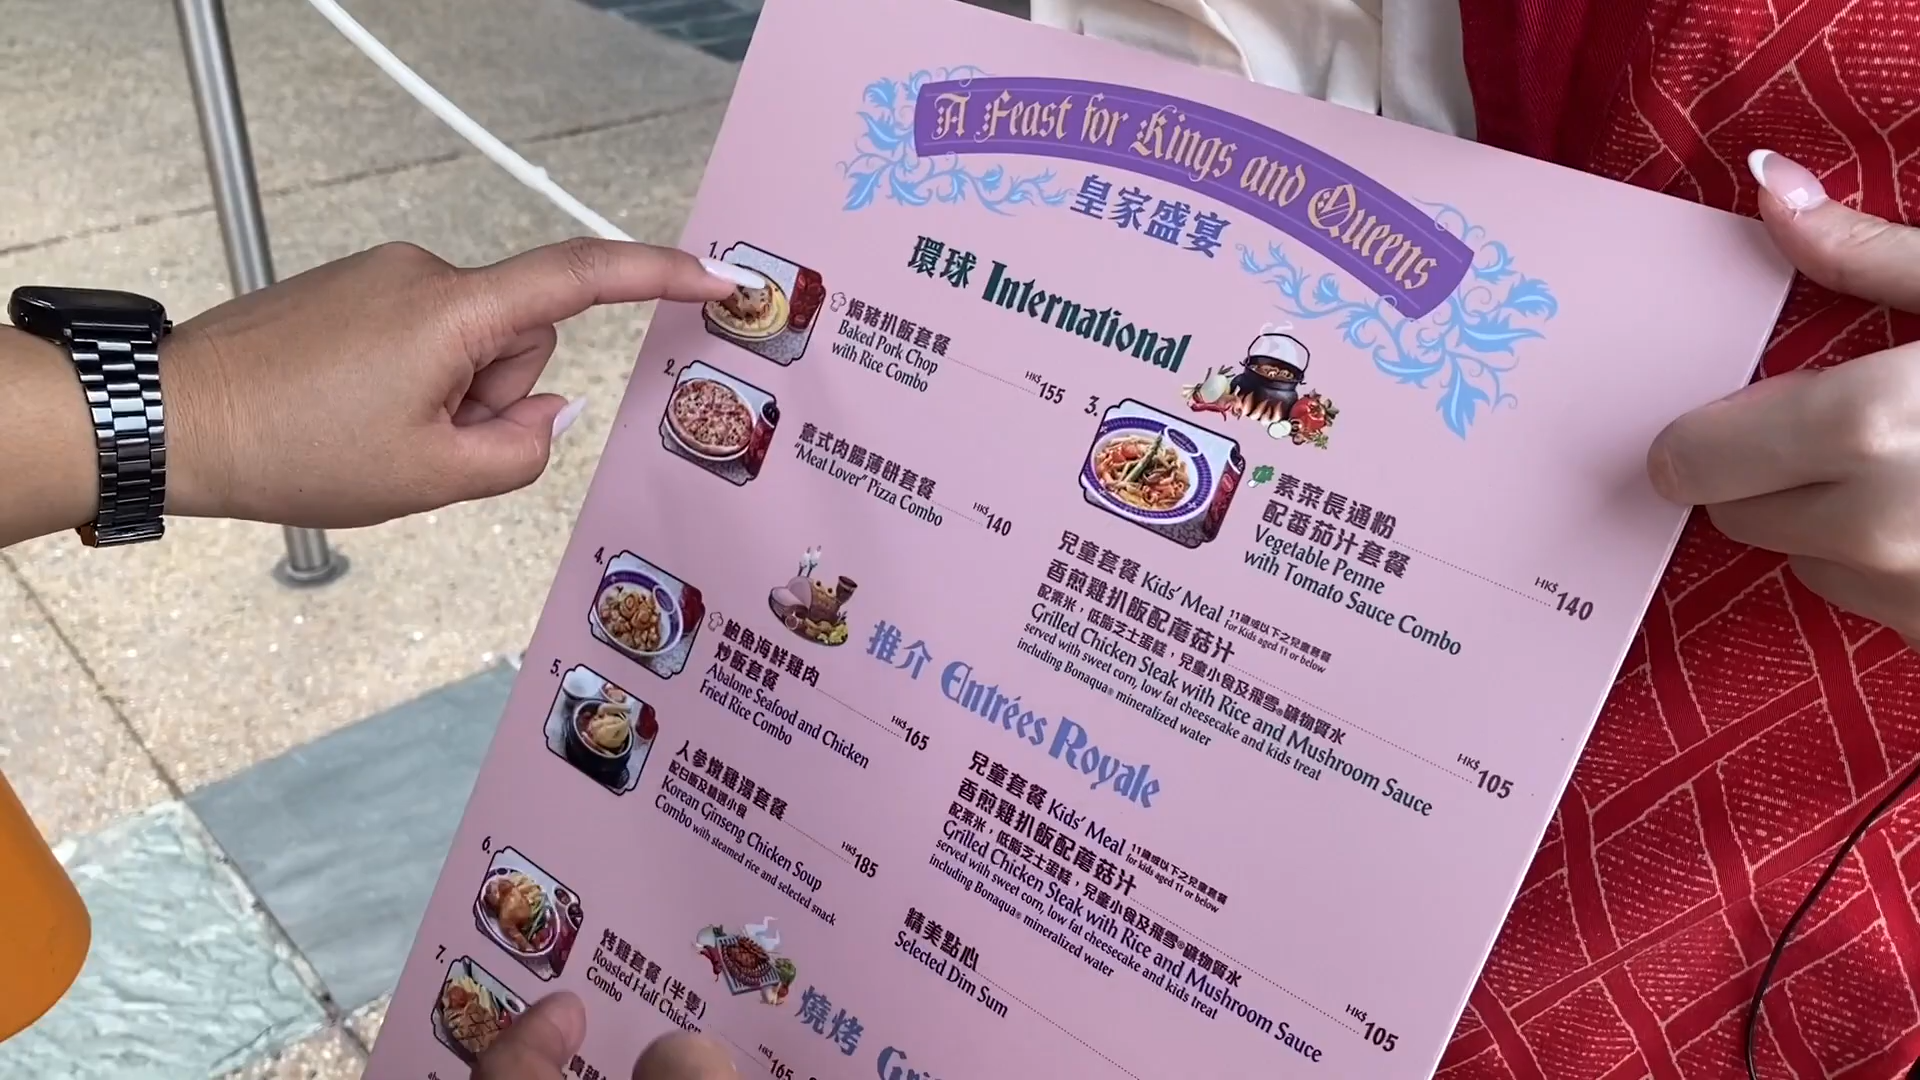 A Feast for Kings and Queens
皇家盛宴
環球 International
1.
焗豬扒飯套餐
Baked Pork Chop
with Rice Combo
HK$155
2.
意式肉醬薄餅套餐
"Meat Lover" Pizza Combo
HK$140
3.
素菜長通粉
配番茄汁套餐
Vegetable Penne
with Tomato Sauce Combo
HK$140
兒童套餐 Kids' Meal 11歲或以下之兒童專享
For Kids aged 11 or below
香煎雞扒飯配蘑菇汁
配粟米，低脂芝士蛋糕，兒童小食及飛雪®礦物質水
Grilled Chicken Steak with Rice and Mushroom Sauce
served with sweet corn, low fat cheesecake and kids treat
including Bonaqua® mineralized water
HK$105
推介 Entrées Royale
4.
鮑魚海鮮雞肉
炒飯套餐
Abalone Seafood and Chicken
Fried Rice Combo
HK$165
5.
人參燉雞湯套餐
配白飯及精選小食
Korean Ginseng Chicken Soup
Combo with steamed rice and selected snack
HK$185
兒童套餐 Kids' Meal 11歲或以下之兒童專享
for kids aged 11 or below
香煎雞扒飯配蘑菇汁
配粟米，低脂芝士蛋糕，兒童小食及飛雪®礦物質水
Grilled Chicken Steak with Rice and Mushroom Sauce
served with sweet corn, low fat cheesecake and kids treat
including Bonaqua® mineralized water
HK$105
精美點心
Selected Dim Sum
燒烤
6.
烤雞套餐 (半隻)
Roasted Half Chicken
Combo
HK$165
7.